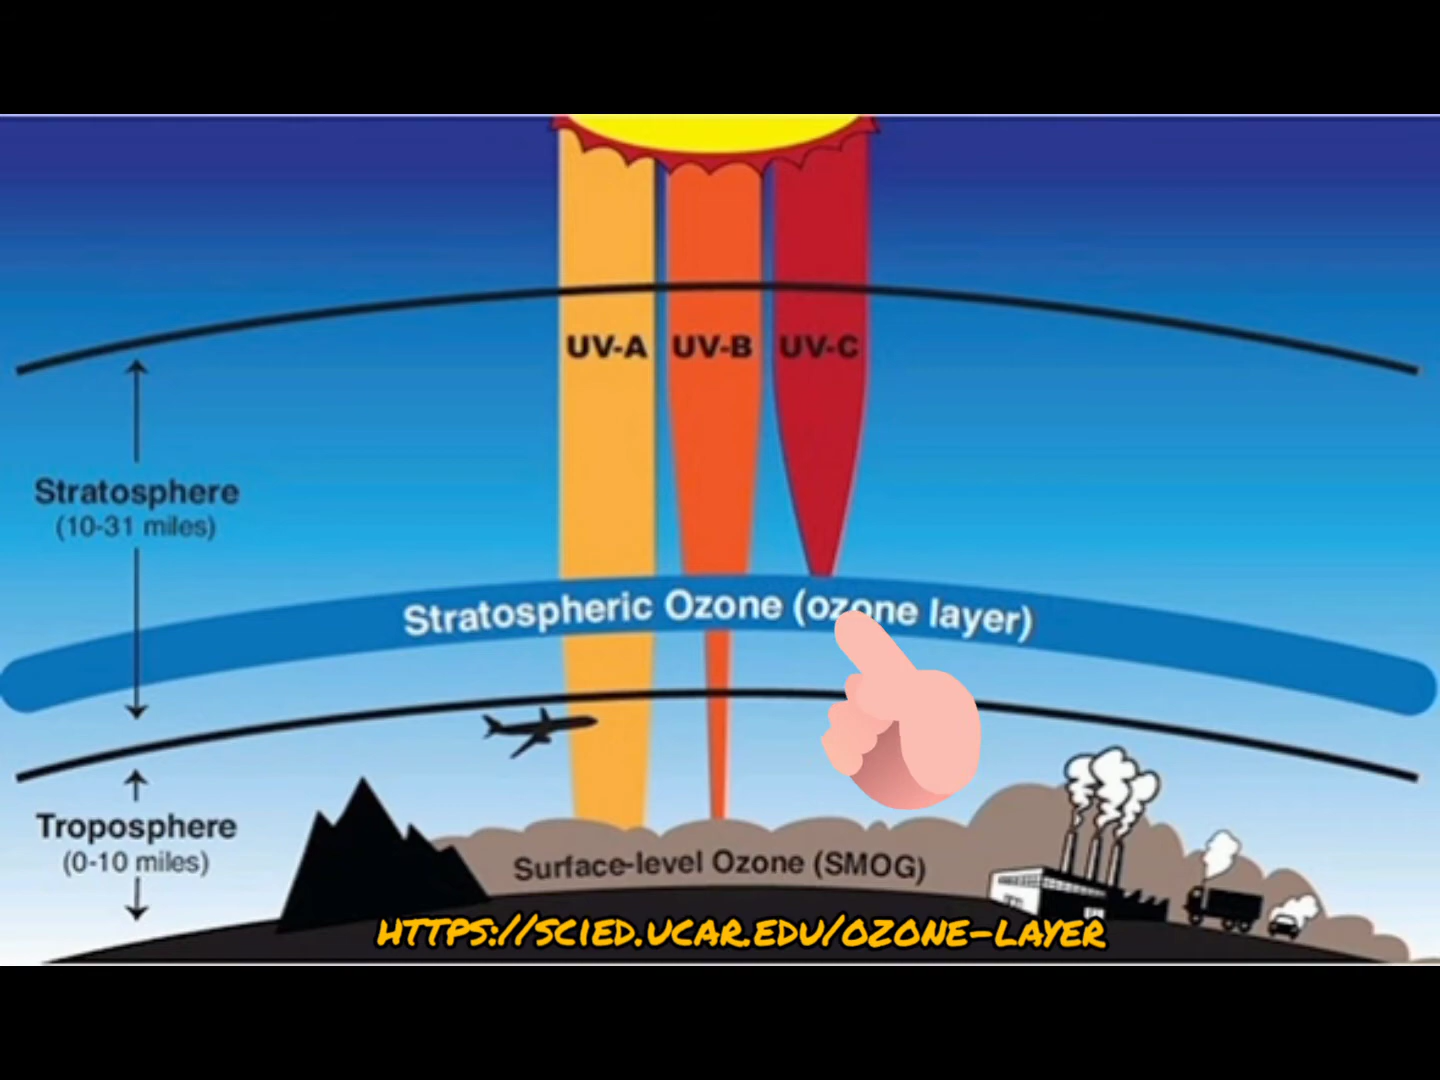 UV-A UV-B UV-C
Stratosphere
(10-31 miles)
Stratospheric Ozone (ozone layer)
Troposphere
(0-10 miles)
Surface-level Ozone (SMOG)
HTTPS://SCIED.UCAR.EDU/OZONE-LAYER